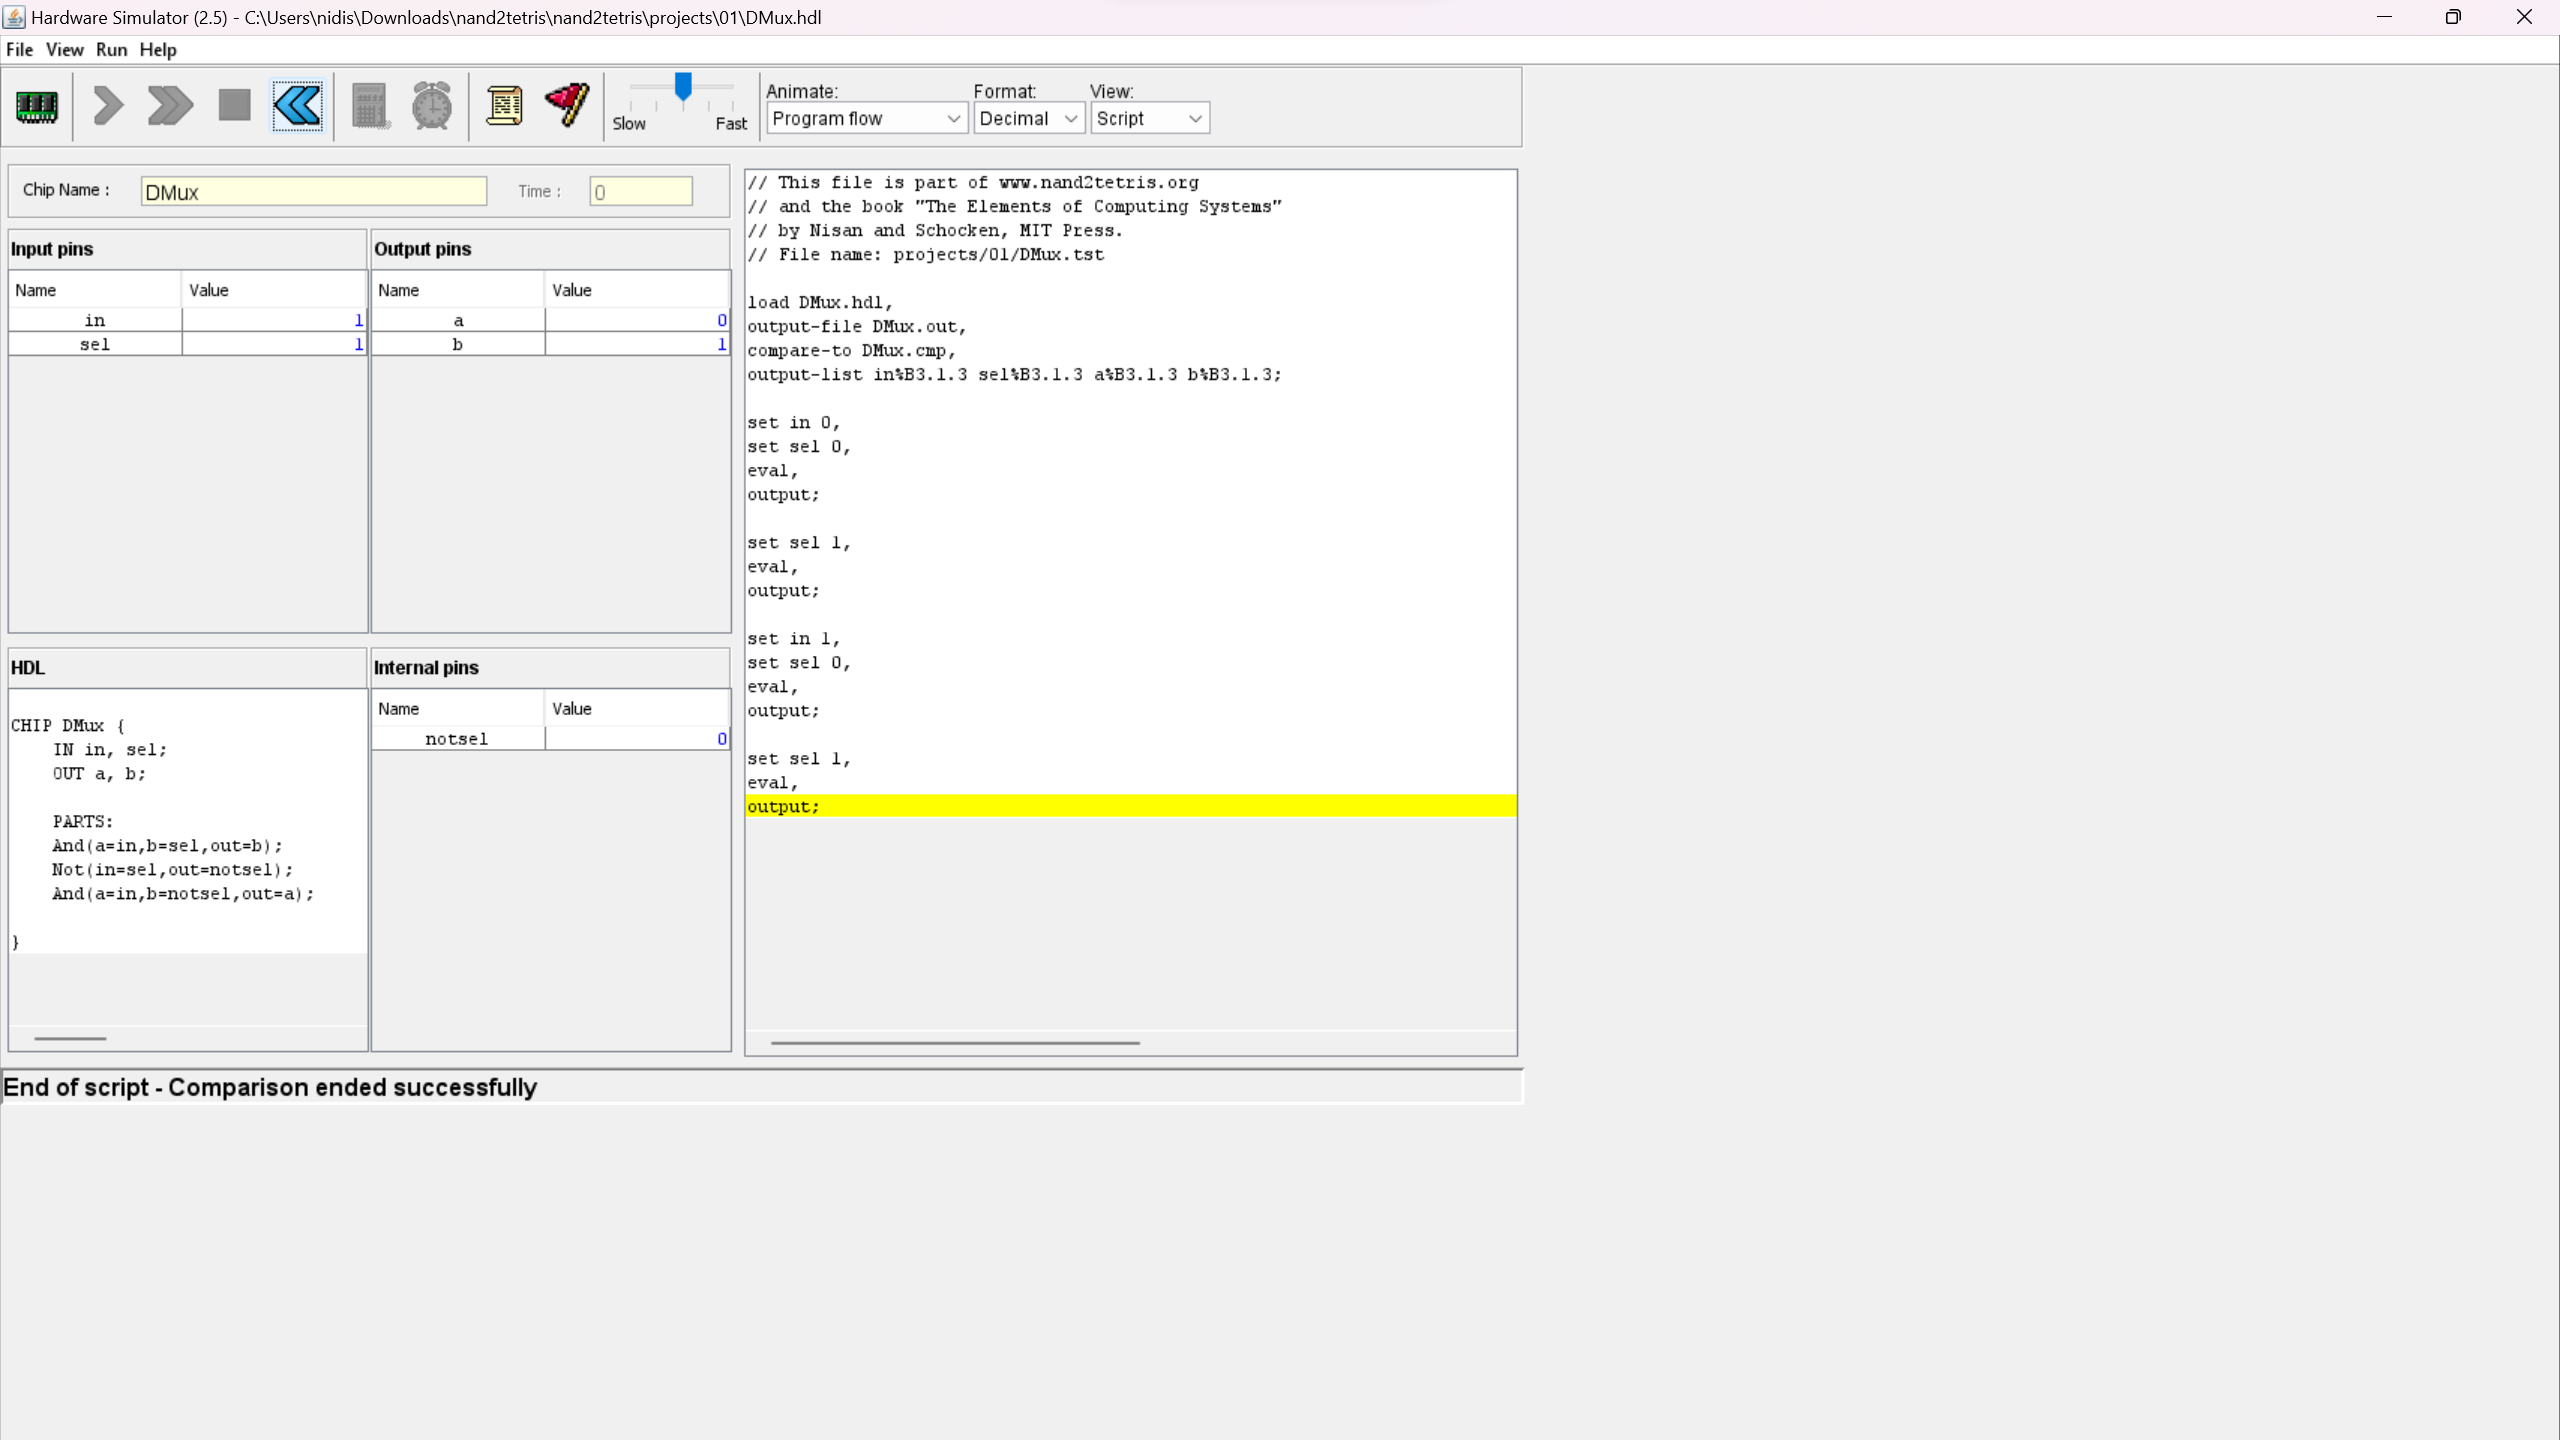 Hardware Simulator (2.5) - C:\Users\nidis\Downloads\nand2tetris\nand2tetris\projects\01\DMux.hdl
File View Run Help
Slow Fast
Animate:
Program flow
Format:
Decimal
View:
Script
Chip Name :
DMux
Time :
0
Input pins
Name Value
in 1
sel 1
Output pins
Name Value
a 0
b 1
HDL
CHIP DMux {
IN in, sel;
OUT a, b;
PARTS:
And(a=in,b=sel,out=b);
Not(in=sel,out=notsel);
And(a=in,b=notsel,out=a);
}
Internal pins
Name Value
notsel 0
// This file is part of www.nand2tetris.org
// and the book "The Elements of Computing Systems"
// by Nisan and Schocken, MIT Press.
// File name: projects/01/DMux.tst
load DMux.hdl,
output-file DMux.out,
compare-to DMux.cmp,
output-list in%B3.1.3 sel%B3.1.3 a%B3.1.3 b%B3.1.3;
set in 0,
set sel 0,
eval,
output;
set sel 1,
eval,
output;
set in 1,
set sel 0,
eval,
output;
set sel 1,
eval,
output;
End of script - Comparison ended successfully